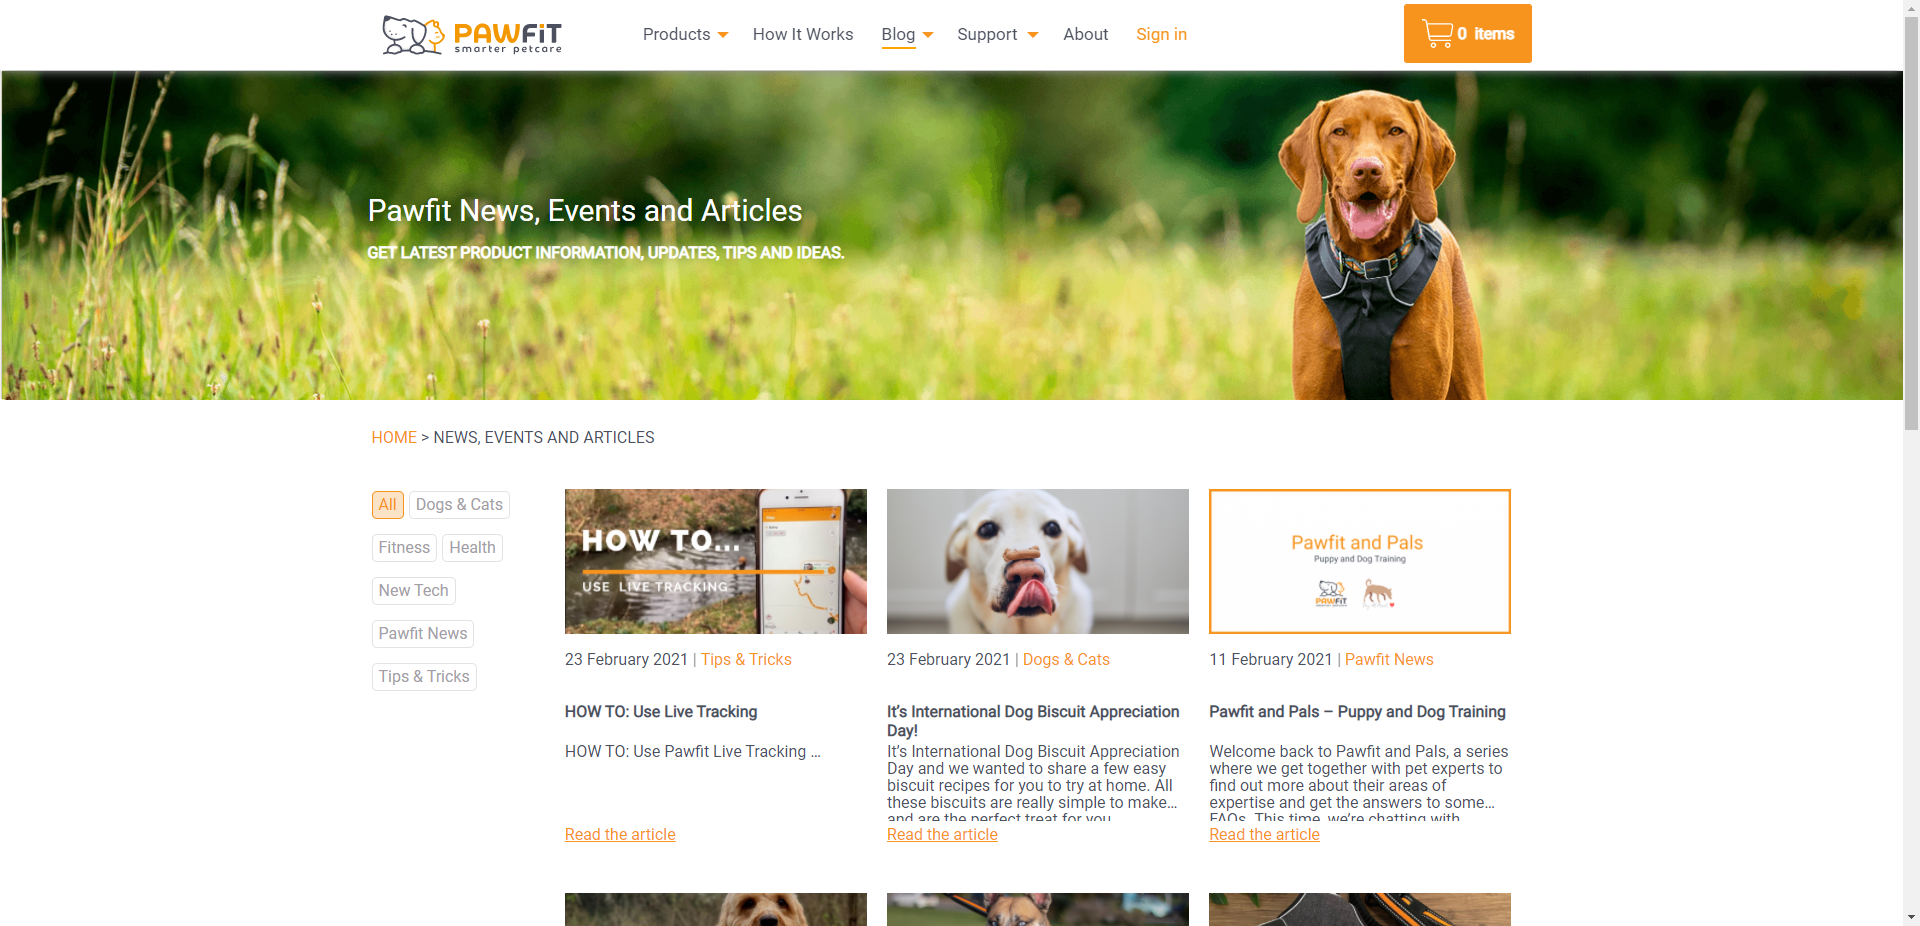 PAWFIT
smarter petcare
Products
How It Works
Blog
Support
About
Sign in
0 items
Pawfit News, Events and Articles
GET LATEST PRODUCT INFORMATION, UPDATES, TIPS AND IDEAS.
HOME > NEWS, EVENTS AND ARTICLES
All
Dogs & Cats
Fitness
Health
New Tech
Pawfit News
Tips & Tricks
HOW TO...
USE LIVE TRACKING
23 February 2021 | Tips & Tricks
HOW TO: Use Live Tracking
HOW TO: Use Pawfit Live Tracking ...
Read the article
23 February 2021 | Dogs & Cats
It’s International Dog Biscuit Appreciation
Day!
It’s International Dog Biscuit Appreciation
Day and we wanted to share a few easy
biscuit recipes for you to try at home. All
these biscuits are really simple to make...
and are the perfect treat for you
Read the article
Pawfit and Pals
Puppy and Dog Training
PAWFIT
11 February 2021 | Pawfit News
Pawfit and Pals – Puppy and Dog Training
Welcome back to Pawfit and Pals, a series
where we get together with pet experts to
find out more about their areas of
expertise and get the answers to some...
FAQs. This time, we’re chatting with
Read the article